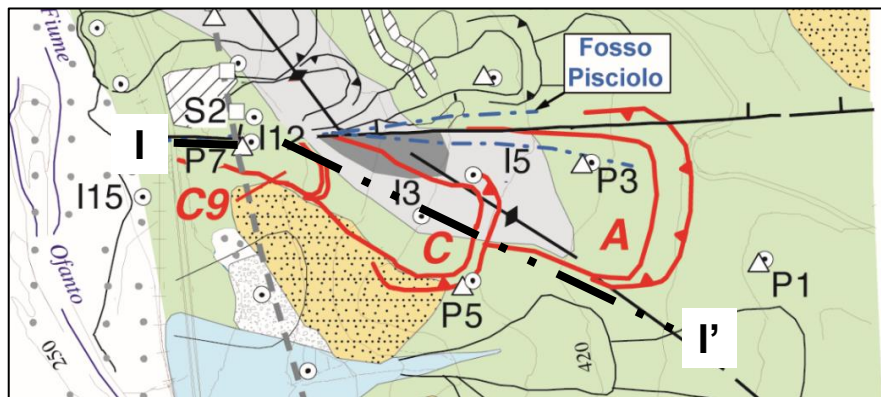 Fiume
Fosso
Pisciolo
S2
I
I12
P7
I5
P3
I15
C9
I3
A
C
P1
P5
Ofanto
I'
250
420